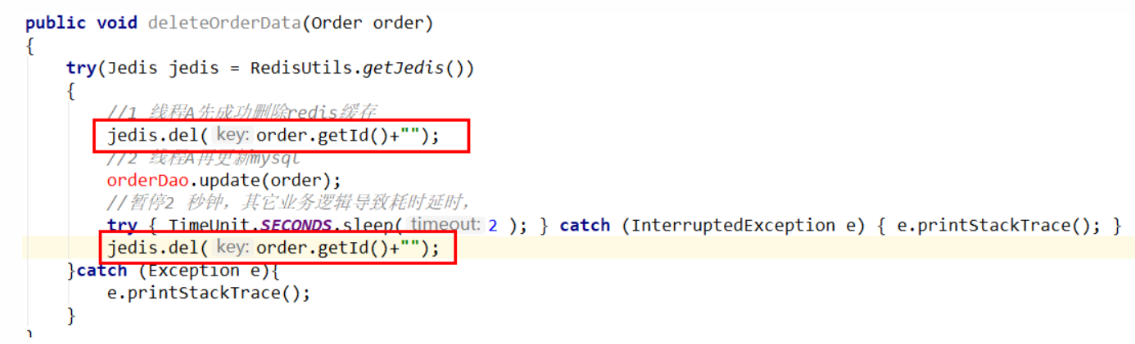 public void deleteOrderData(Order order)
{
try(Jedis jedis = RedisUtils.getJedis())
{
//1 线程A先成功删除redis缓存
jedis.del( key: order.getId()+"");
//2 线程A再更新mysql
orderDao.update(order);
//暂停2 秒钟，其它业务逻辑导致耗时延时，
try { TimeUnit.SECONDS.sleep( timeout: 2 ); } catch (InterruptedException e) { e.printStackTrace(); }
jedis.del( key: order.getId()+"");
}catch (Exception e){
e.printStackTrace();
}
}